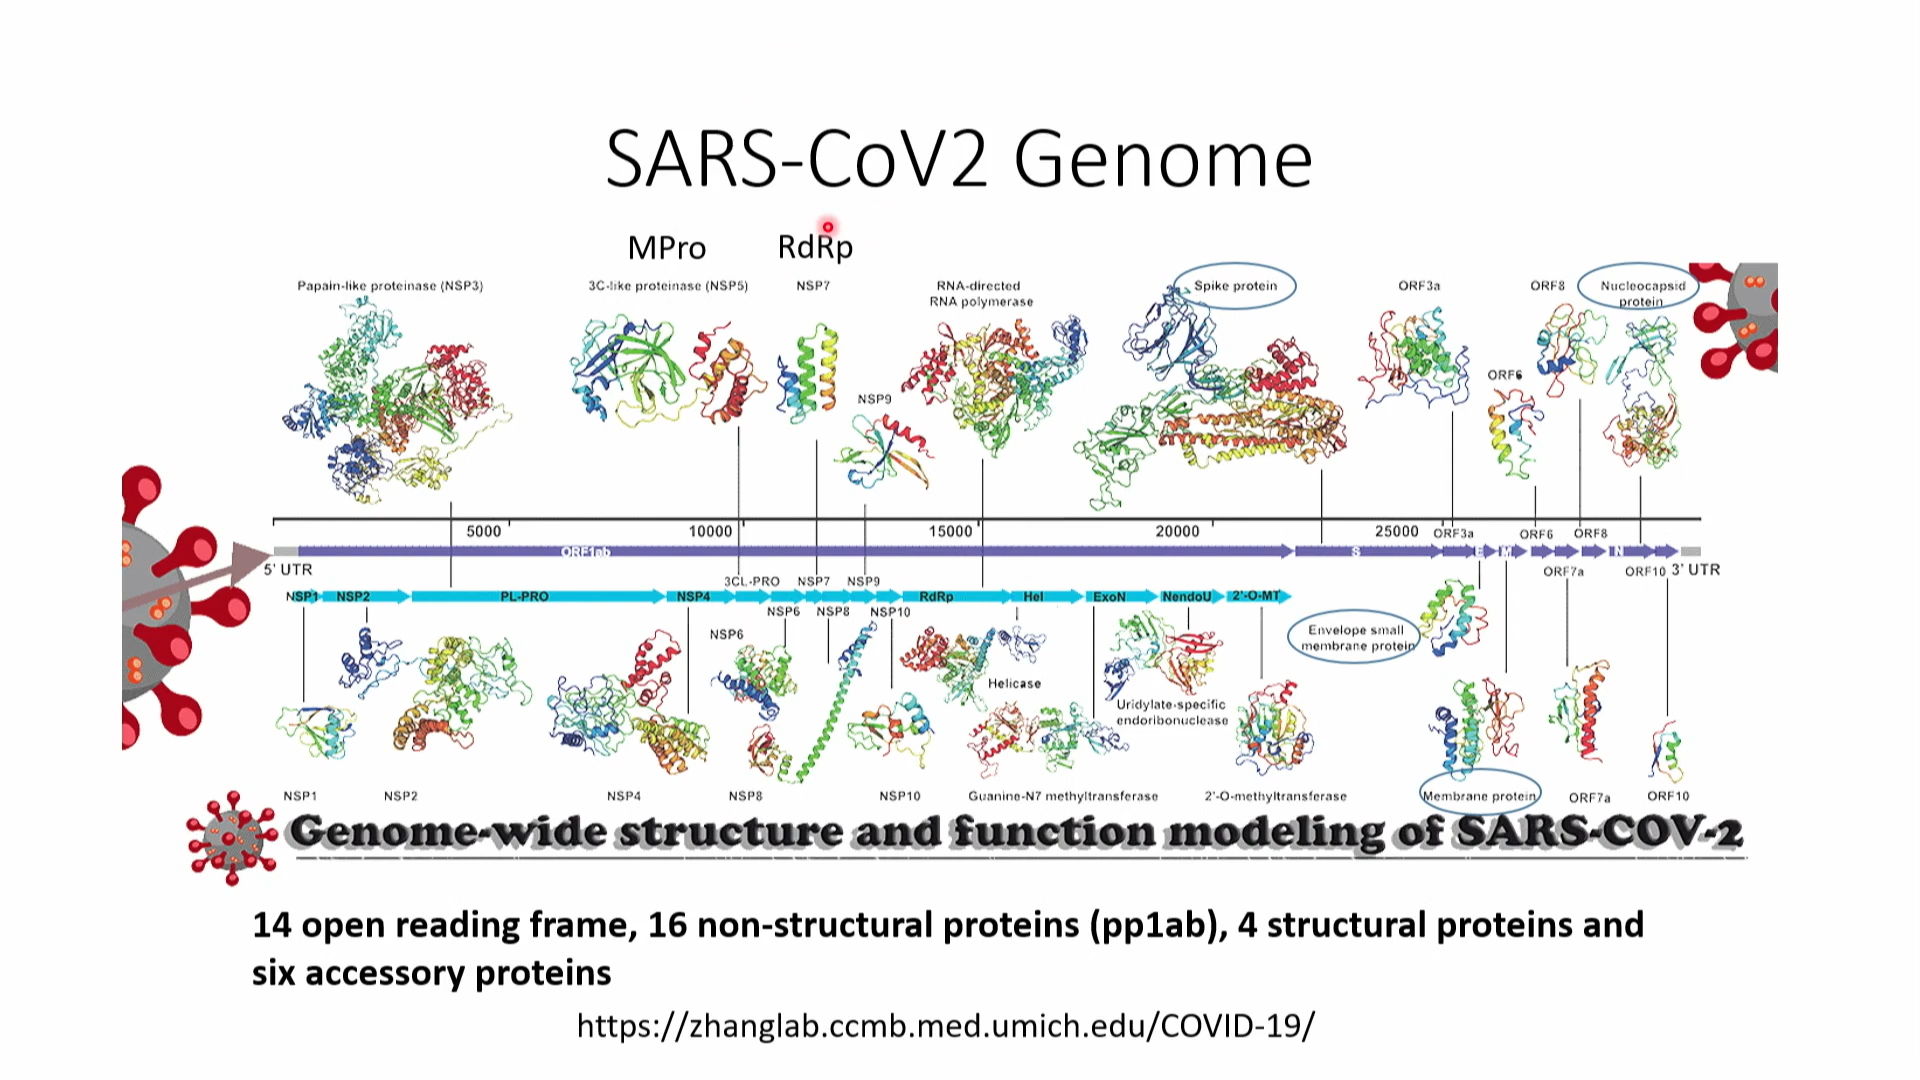 SARS-CoV2 Genome
MPro
RdRp
Papain-like proteinase (NSP3)
3C-like proteinase (NSP5)
NSP7
RNA-directed
RNA polymerase
Spike protein
ORF3a
ORF8
Nucleocapsid
protein
ORF6
NSP9
5000
10000
15000
20000
25000
ORF3a
ORF6
ORF8
ORF1ab
S
E
M
N
5' UTR
ORF7a
ORF10
3' UTR
3CL-PRO
NSP7
NSP9
NSP1
NSP2
PL-PRO
NSP4
RdRp
Hel
ExoN
NendoU
2'-O-MT
NSP6
NSP8
NSP10
NSP6
Envelope small
membrane protein
Helicase
Uridylate-specific
endoribonuclease
NSP1
NSP2
NSP4
NSP8
NSP10
Guanine-N7 methyltransferase
2'-O-methyltransferase
Membrane protein
ORF7a
ORF10
Genome-wide structure and function modeling of SARS-COV-2
14 open reading frame, 16 non-structural proteins (pp1ab), 4 structural proteins and
six accessory proteins
https://zhanglab.ccmb.med.umich.edu/COVID-19/